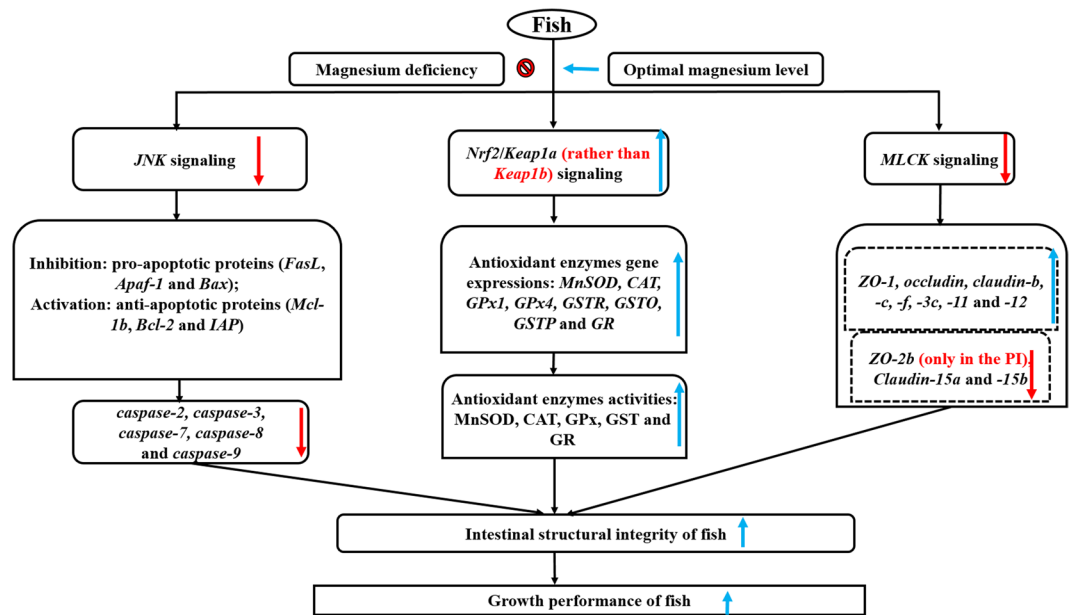 Fish
Magnesium deficiency
Optimal magnesium level
JNK signaling
Nrf2/Keap1a (rather than
Keap1b) signaling
MLCK signaling
Inhibition: pro-apoptotic proteins (FasL,
Apaf-1 and Bax);
Activation: anti-apoptotic proteins (Mcl-
1b, Bcl-2 and IAP)
Antioxidant enzymes gene
expressions: MnSOD, CAT,
GPx1, GPx4, GSTR, GSTO,
GSTP and GR
ZO-1, occludin, claudin-b,
-c, -f, -3c, -11 and -12
ZO-2b (only in the PI),
Claudin-15a and -15b
caspase-2, caspase-3,
caspase-7, caspase-8
and caspase-9
Antioxidant enzymes activities:
MnSOD, CAT, GPx, GST and
GR
Intestinal structural integrity of fish
Growth performance of fish